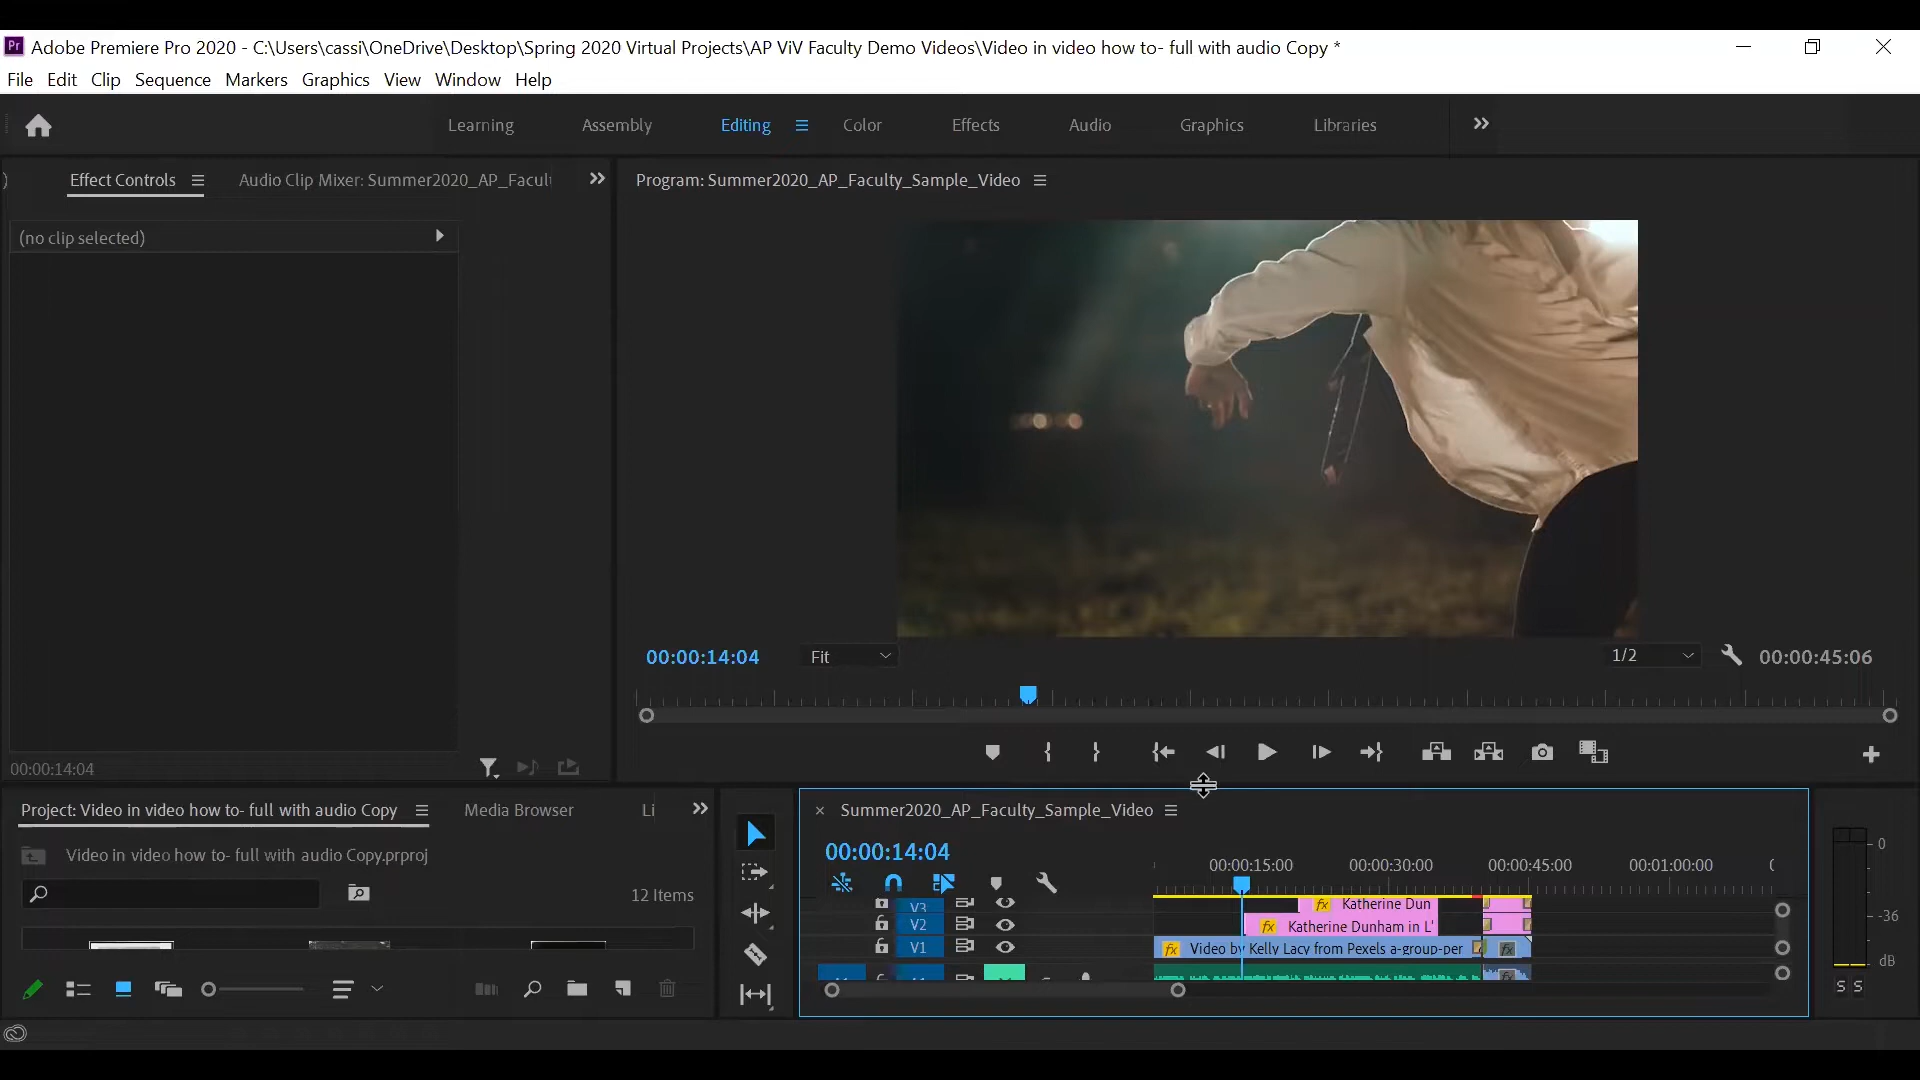 Pr Adobe Premiere Pro 2020 - C:\Users\cassi\OneDrive\Desktop\Spring 2020 Virtual Projects\AP ViV Faculty Demo Videos\Video in video how to- full with audio Copy *
File Edit Clip Sequence Markers Graphics View Window Help
Learning Assembly Editing Color Effects Audio Graphics Libraries
Effect Controls Audio Clip Mixer: Summer2020_AP_Facul
Program: Summer2020_AP_Faculty_Sample_Video
(no clip selected)
00:00:14:04 Fit 1/2 00:00:45:06
00:00:14:04
Project: Video in video how to- full with audio Copy Media Browser Li
Summer2020_AP_Faculty_Sample_Video
Video in video how to- full with audio Copy.prproj
12 Items
00:00:14:04
00:00:15:00 00:00:30:00 00:00:45:00 00:01:00:00
V3 fx Katherine Dun
V2 fx Katherine Dunham in L'
V1 fx Video by Kelly Lacy from Pexels a-group-per fx
fx
0
-36
dB
S S